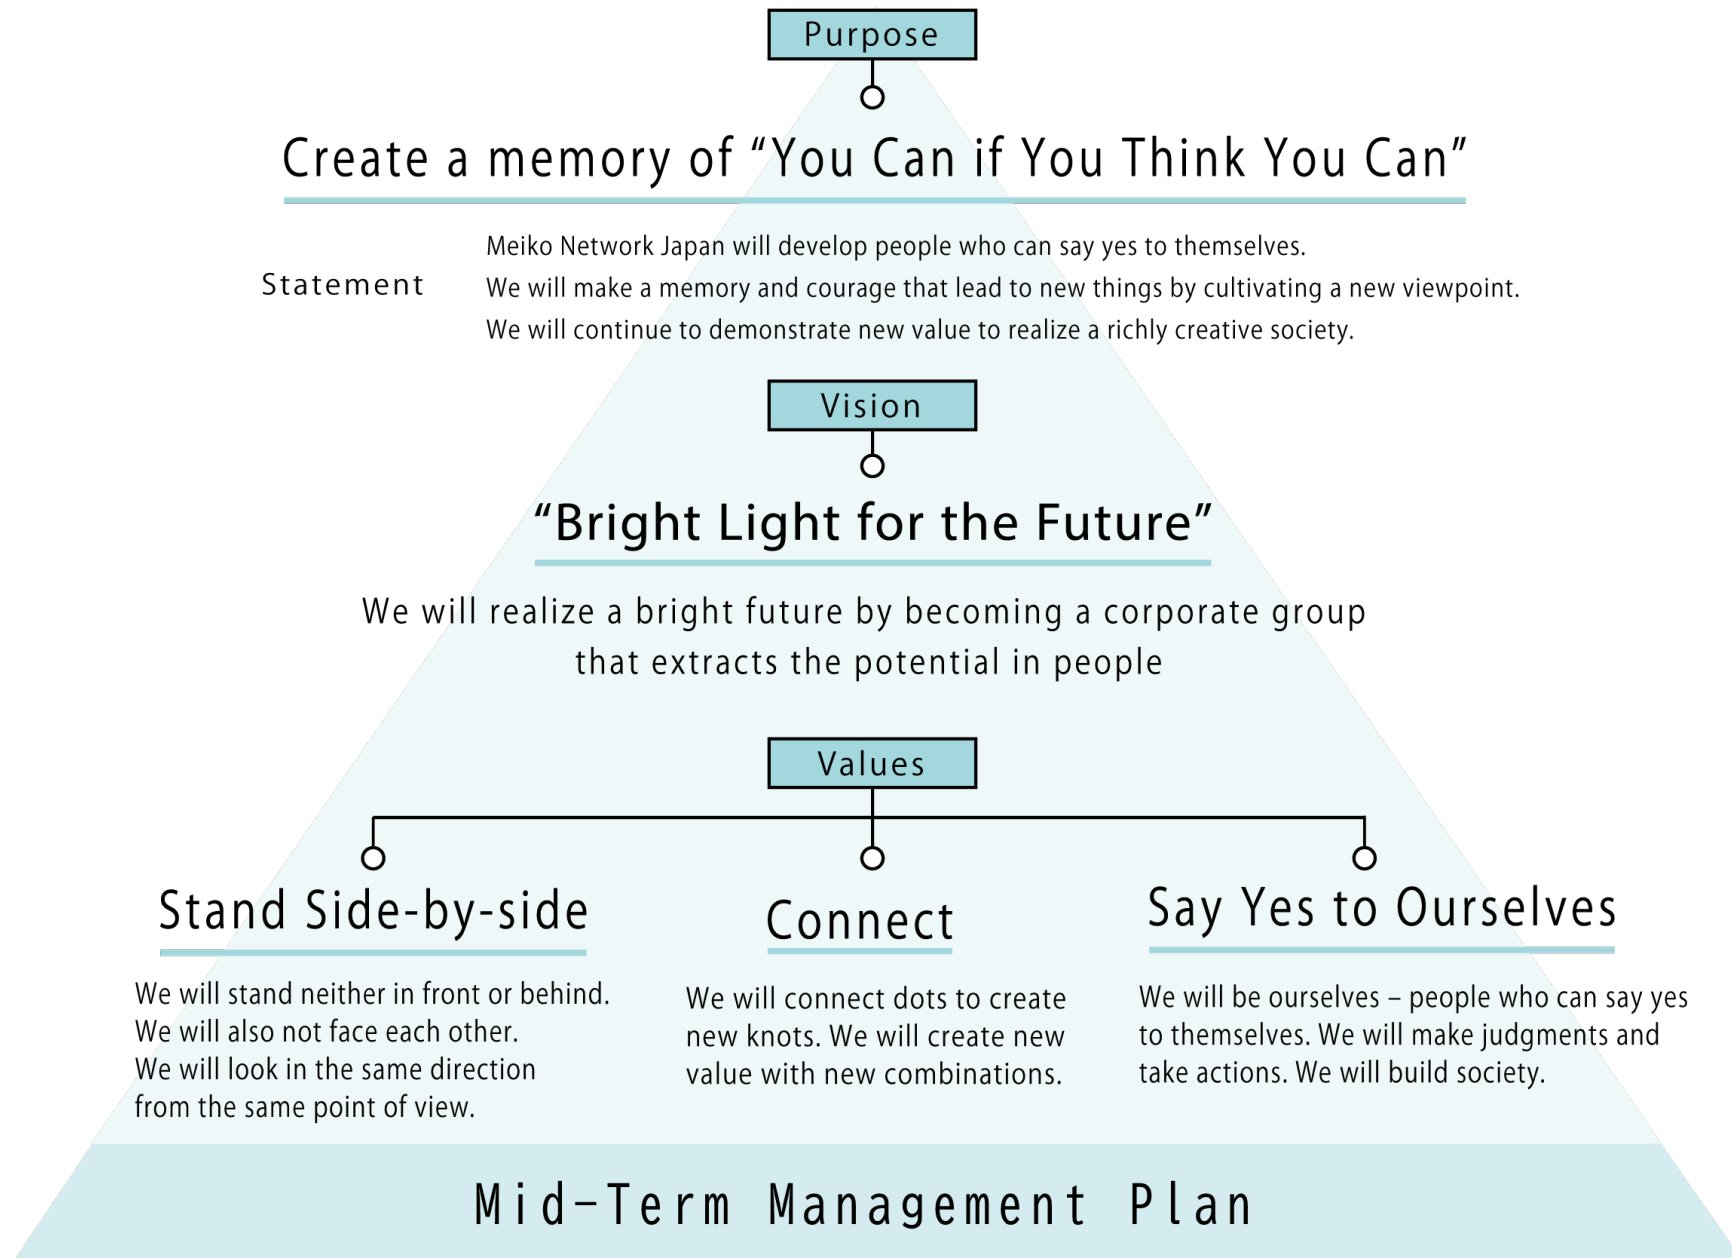 Purpose
Create a memory of “You Can if You Think You Can”
Statement
Meiko Network Japan will develop people who can say yes to themselves.
We will make a memory and courage that lead to new things by cultivating a new viewpoint.
We will continue to demonstrate new value to realize a richly creative society.
Vision
“Bright Light for the Future”
We will realize a bright future by becoming a corporate group
that extracts the potential in people
Values
Stand Side-by-side
We will stand neither in front or behind.
We will also not face each other.
We will look in the same direction
from the same point of view.
Connect
We will connect dots to create
new knots. We will create new
value with new combinations.
Say Yes to Ourselves
We will be ourselves – people who can say yes
to themselves. We will make judgments and
take actions. We will build society.
Mid–Term Management Plan